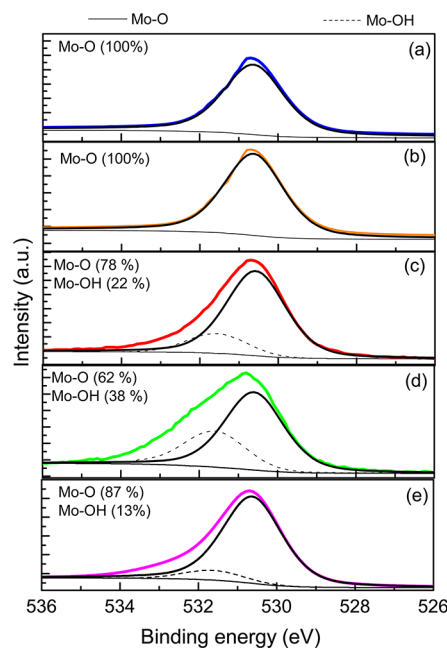 Mo-O Mo-OH
Mo-O (100%) (a)
Mo-O (100%) (b)
Mo-O (78 %) (c)
Mo-OH (22 %)
Mo-O (62 %) (d)
Mo-OH (38 %)
Mo-O (87 %) (e)
Mo-OH (13%)
Intensity (a.u.)
536 534 532 530 528 526
Binding energy (eV)